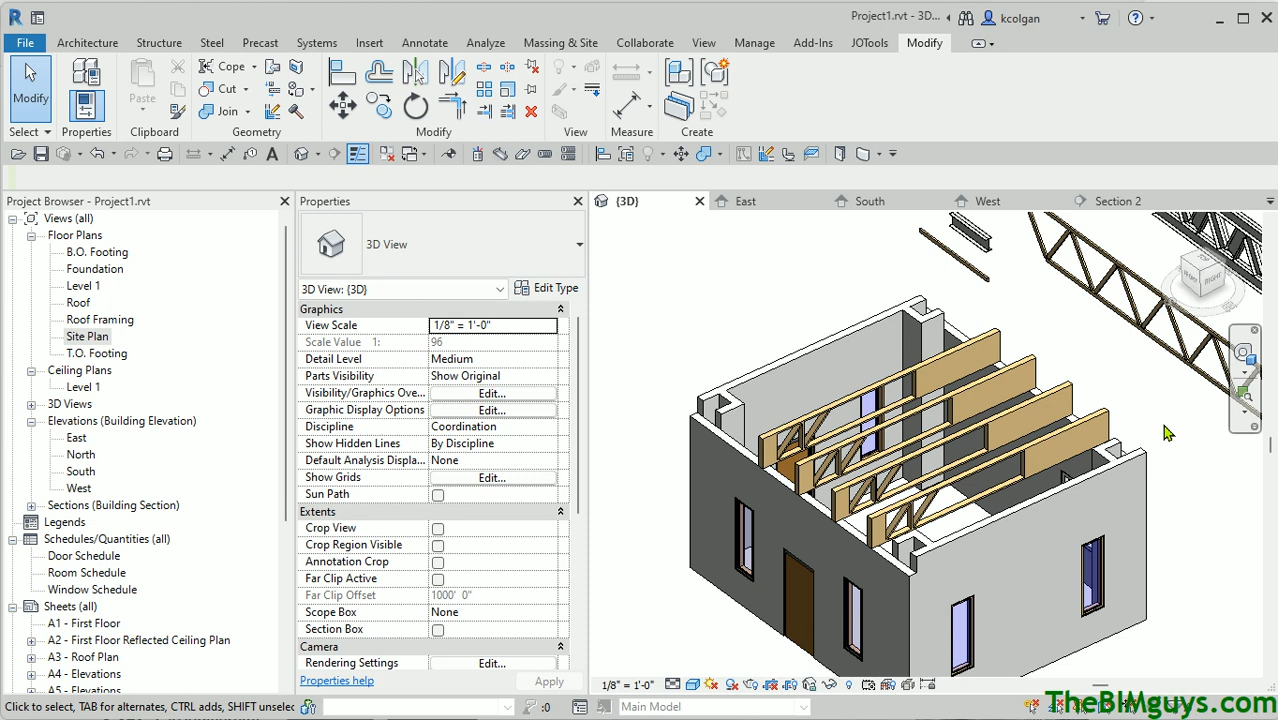 Project1.rvt - 3D...
kcolgan
File
Architecture
Structure
Steel
Precast
Systems
Insert
Annotate
Analyze
Massing & Site
Collaborate
View
Manage
Add-Ins
JOTools
Modify
Modify
Paste
Cope
Cut
Join
Select
Properties
Clipboard
Geometry
Modify
View
Measure
Create
Project Browser - Project1.rvt
Views (all)
Floor Plans
B.O. Footing
Foundation
Level 1
Roof
Roof Framing
Site Plan
T.O. Footing
Ceiling Plans
Level 1
3D Views
Elevations (Building Elevation)
East
North
South
West
Sections (Building Section)
Legends
Schedules/Quantities (all)
Door Schedule
Room Schedule
Window Schedule
Sheets (all)
A1 - First Floor
A2 - First Floor Reflected Ceiling Plan
A3 - Roof Plan
A4 - Elevations
A5 - Elevations
Properties
3D View
3D View: {3D}
Edit Type
Graphics
View Scale 1/8" = 1'-0"
Scale Value 1: 96
Detail Level Medium
Parts Visibility Show Original
Visibility/Graphics Ove... Edit...
Graphic Display Options Edit...
Discipline Coordination
Show Hidden Lines By Discipline
Default Analysis Displa... None
Show Grids Edit...
Sun Path
Extents
Crop View
Crop Region Visible
Annotation Crop
Far Clip Active
Far Clip Offset 1000' 0"
Scope Box None
Section Box
Camera
Rendering Settings Edit...
Properties help
Apply
{3D}
East
South
West
Section 2
RIGHT
1/8" = 1'-0"
Click to select, TAB for alternates, CTRL adds, SHIFT unselec
:0
Main Model
TheBIMguys.com